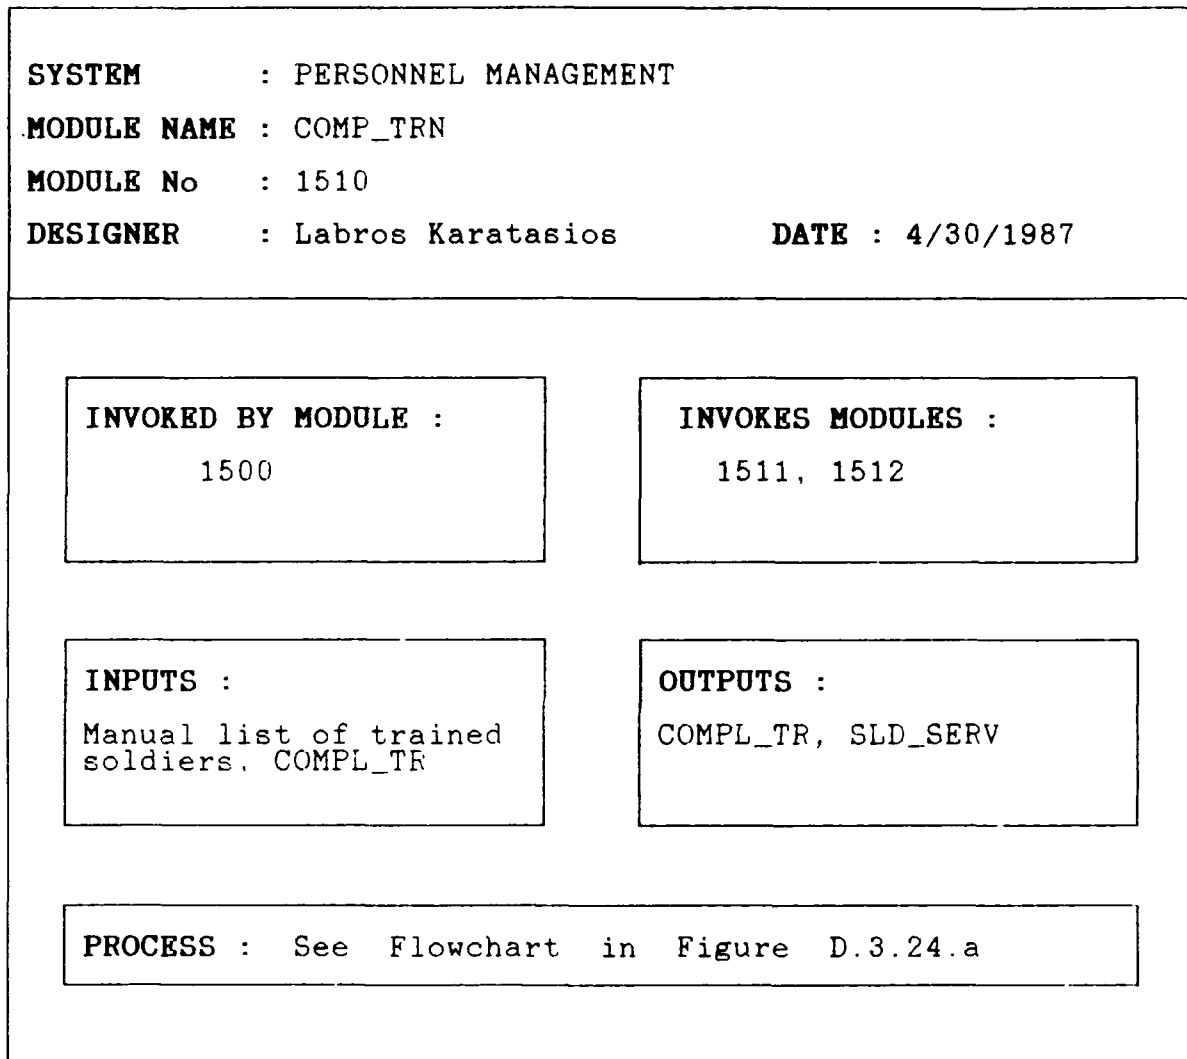 SYSTEM : PERSONNEL MANAGEMENT
MODULE NAME : COMP_TRN
MODULE No : 1510
DESIGNER : Labros Karatasios DATE : 4/30/1987
INVOKED BY MODULE :
1500
INVOKES MODULES :
1511, 1512
INPUTS :
Manual list of trained
soldiers, COMPL_TR
OUTPUTS :
COMPL_TR, SLD_SERV
PROCESS : See Flowchart in Figure D.3.24.a